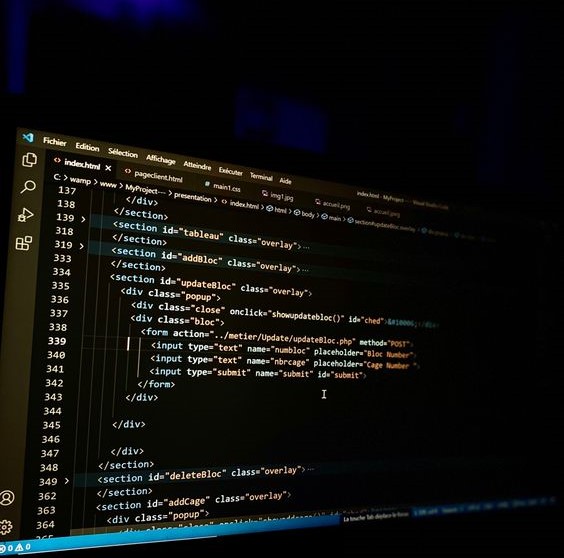 Fichier Edition Sélection Affichage Atteindre Exécuter Terminal Aide
index.html - MyProject
index.html pageclient.html main1.css img1.jpg accueil.png accueil.jpeg
C: > wamp > www > MyProject > presentation > index.html > html > body > main > section#updateBloc.overlay
137 </div>
138 </section>
139 > <section id="tableau" class="overlay">...
318 </section>
319 > <section id="addBloc" class="overlay">...
333 </section>
334 <section id="updateBloc" class="overlay">
335 <div class="popup">
336 <div class="close" onclick="showupdatebloc()" id="ched">&#10006;</div>
337 <div class="bloc">
338 <form action="../metier/Update/updateBloc.php" method="POST">
339 <input type="text" name="numbloc" placeholder="Bloc Number">
340 <input type="text" name="nbrcage" placeholder="Cage Number ">
341 <input type="submit" name="submit" id="submit">
342 </form>
343 </div>
344
345 </div>
346
347 </div>
348 </section>
349 > <section id="deleteBloc" class="overlay">...
362 </section>
363 <section id="addCage" class="overlay">
364 <div class="popup">
365
0 0
La touche Tab déplace le focus